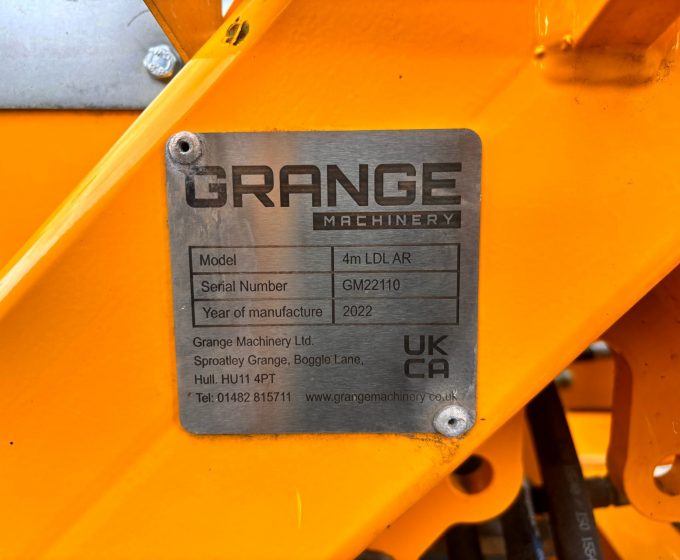 GRANGE
MACHINERY
Model 4m LDL AR
Serial Number GM22110
Year of manufacture 2022
Grange Machinery Ltd.
Sproatley Grange, Boggle Lane,
Hull. HU11 4PT
Tel: 01482 815711 www.grangemachinery.co.uk
UK
CA
ISO